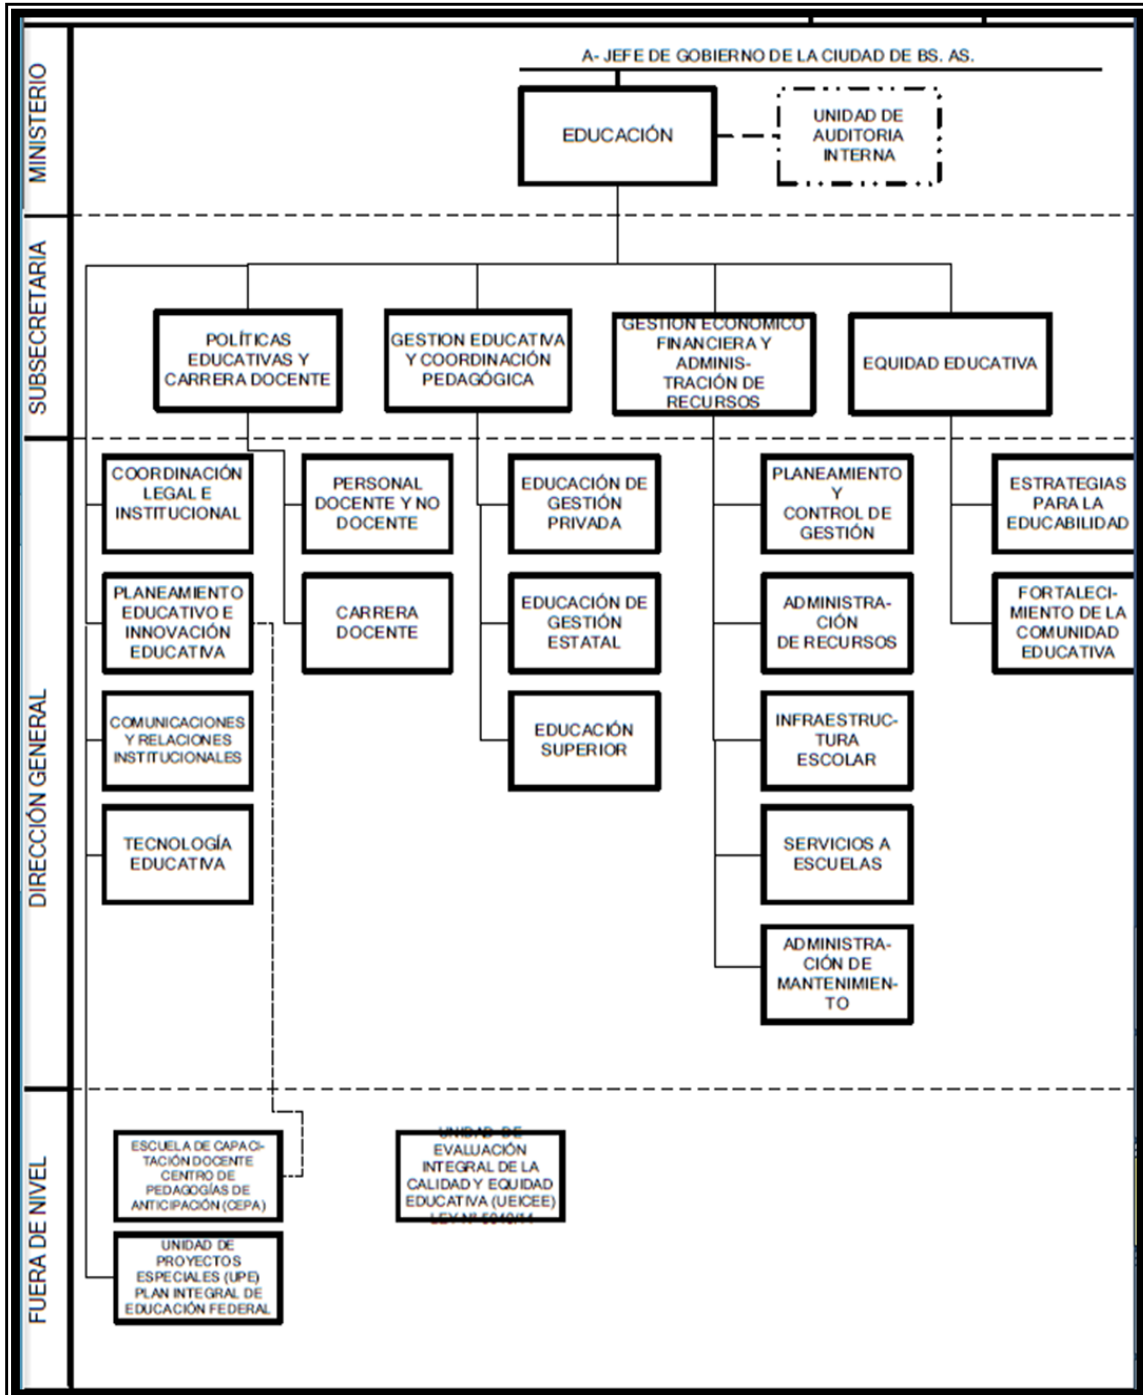 A- JEFE DE GOBIERNO DE LA CIUDAD DE BS. AS.
MINISTERIO
EDUCACIÓN
UNIDAD DE
AUDITORIA
INTERNA
SUBSECRETARIA
POLÍTICAS
EDUCATIVAS Y
CARRERA DOCENTE
GESTION EDUCATIVA
Y COORDINACIÓN
PEDAGÓGICA
GESTION ECONOMICO
FINANCIERA Y
ADMINIS-
TRACIÓN DE
RECURSOS
EQUIDAD EDUCATIVA
DIRECCIÓN GENERAL
COORDINACIÓN
LEGAL E
INSTITUCIONAL
PERSONAL
DOCENTE Y NO
DOCENTE
EDUCACIÓN DE
GESTIÓN
PRIVADA
PLANEAMIENTO
Y
CONTROL DE
GESTIÓN
ESTRATEGIAS
PARA LA
EDUCABILIDAD
PLANEAMIENTO
EDUCATIVO E
INNOVACIÓN
EDUCATIVA
CARRERA
DOCENTE
EDUCACIÓN DE
GESTIÓN
ESTATAL
ADMINISTRA-
CIÓN
DE RECURSOS
FORTALECI-
MIENTO DE LA
COMUNIDAD
EDUCATIVA
COMUNICACIONES
Y RELACIONES
INSTITUCIONALES
EDUCACIÓN
SUPERIOR
INFRAESTRUC-
TURA
ESCOLAR
TECNOLOGÍA
EDUCATIVA
SERVICIOS A
ESCUELAS
ADMINISTRA-
CIÓN DE
MANTENIMIEN-
TO
FUERA DE NIVEL
ESCUELA DE CAPACI-
TACIÓN DOCENTE
CENTRO DE
PEDAGOGÍAS DE
ANTICIPACIÓN (CEPA)
UNIDAD DE
EVALUACIÓN
INTEGRAL DE LA
CALIDAD Y EQUIDAD
EDUCATIVA (UEICEE)
LEY Nº
UNIDAD DE
PROYECTOS
ESPECIALES (UPE)
PLAN INTEGRAL DE
EDUCACIÓN FEDERAL